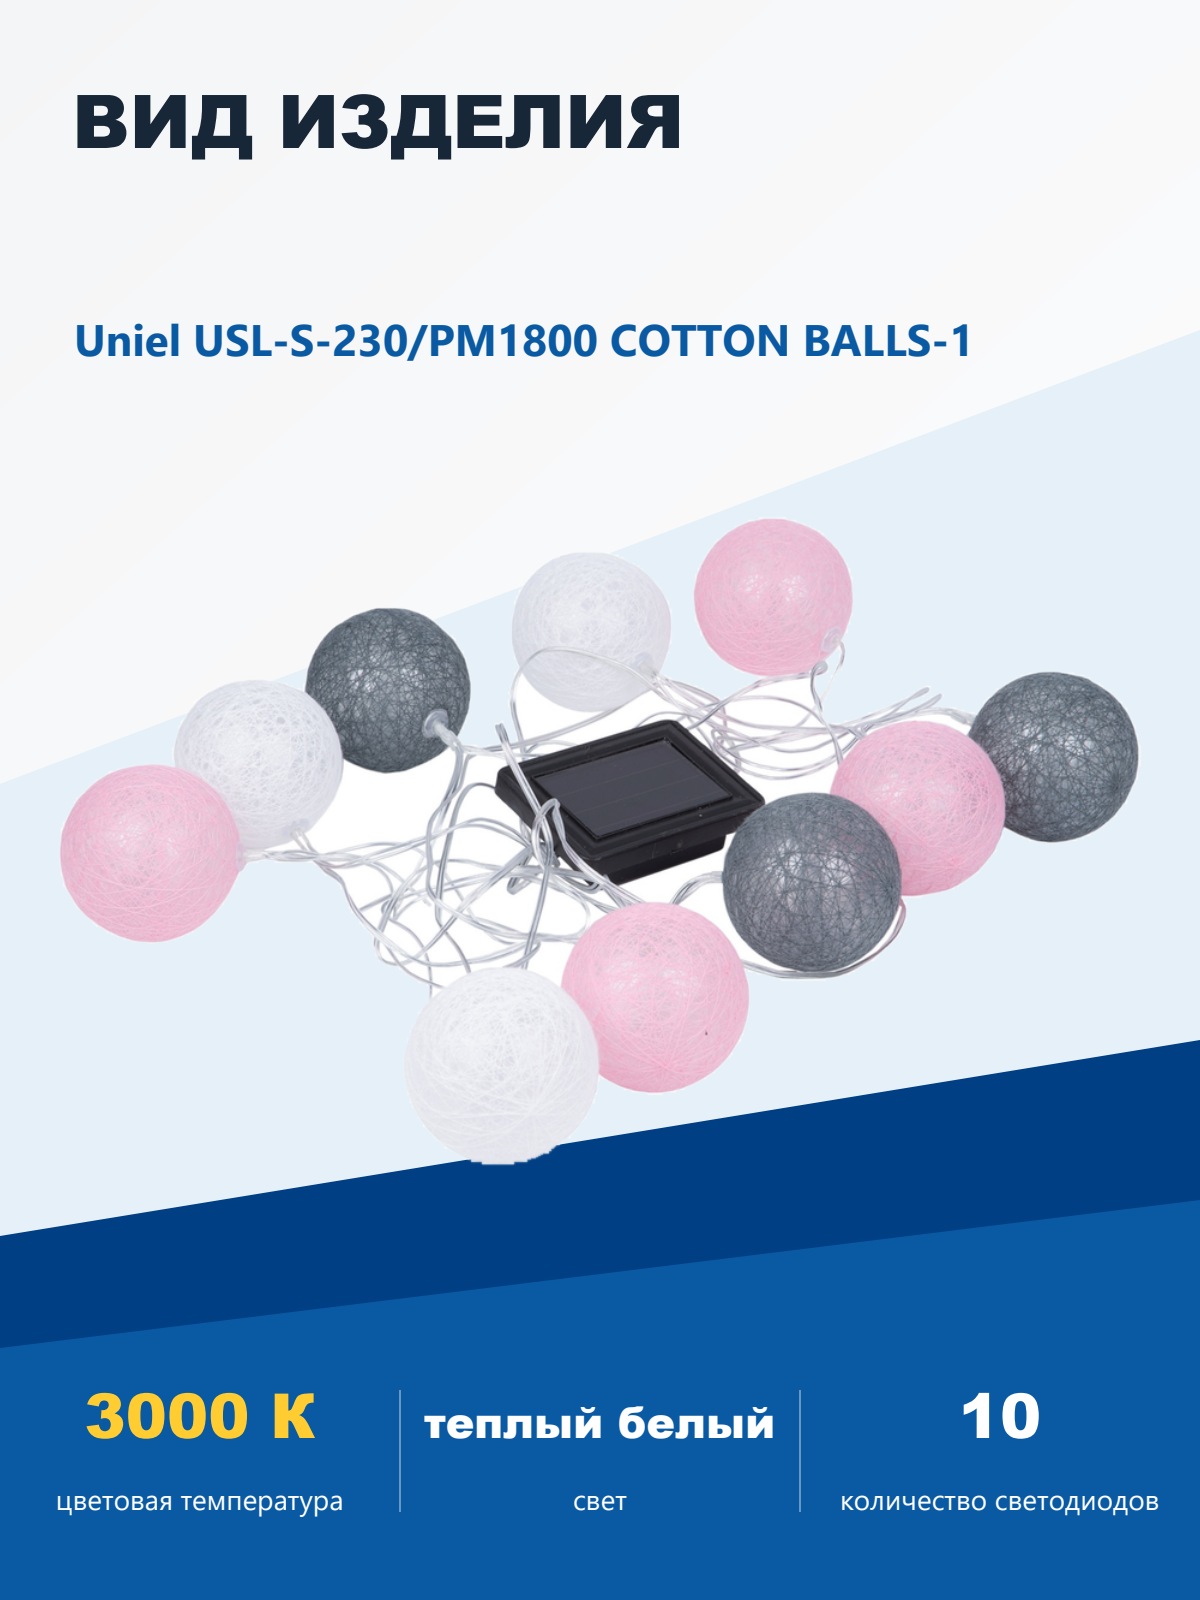 ВИД ИЗДЕЛИЯ
Uniel USL-S-230/PM1800 COTTON BALLS-1
3000 К
цветовая температура
теплый белый
свет
10
количество светодиодов